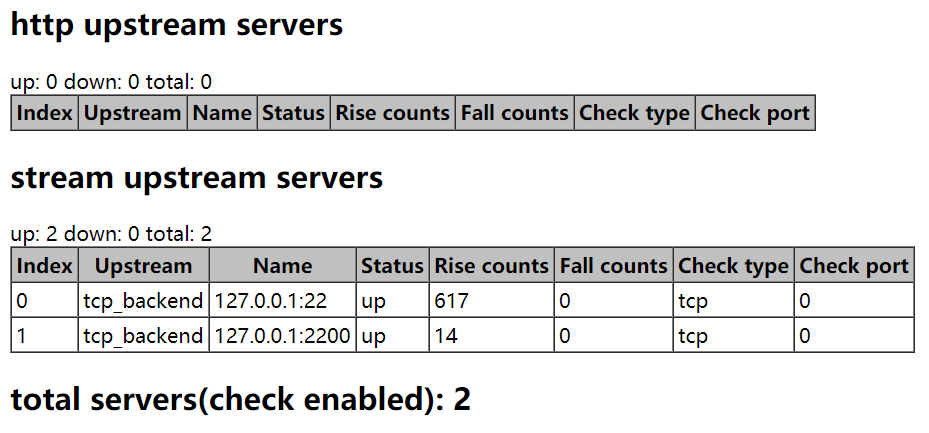 http upstream servers
up: 0 down: 0 total: 0
Index Upstream Name Status Rise counts Fall counts Check type Check port
stream upstream servers
up: 2 down: 0 total: 2
Index Upstream Name Status Rise counts Fall counts Check type Check port
0 tcp_backend 127.0.0.1:22 up 617 0 tcp 0
1 tcp_backend 127.0.0.1:2200 up 14 0 tcp 0
total servers(check enabled): 2